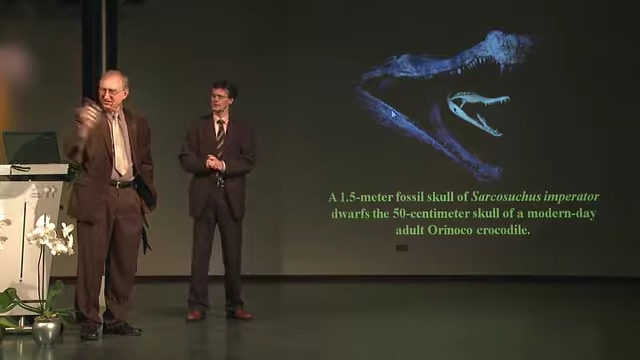 A 1.5-meter fossil skull of Sarcosuchus imperator
dwarfs the 50-centimeter skull of a modern-day
adult Orinoco crocodile.